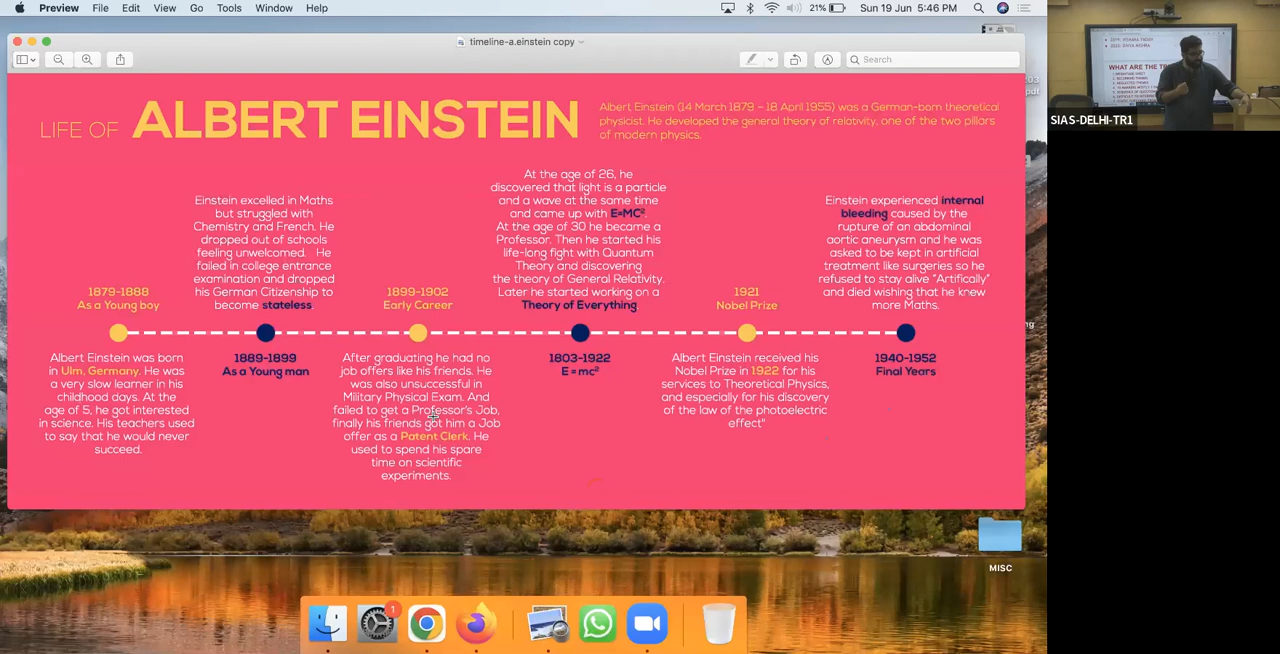 Preview File Edit View Go Tools Window Help
21% Sun 19 Jun 5:46 PM
timeline-a.einstein copy
Search
LIFE OF ALBERT EINSTEIN
Albert Einstein (14 March 1879 – 18 April 1955) was a German-born theoretical
physicist. He developed the general theory of relativity, one of the two pillars
of modern physics.
1879-1888
As a Young boy
Albert Einstein was born
in Ulm, Germany. He was
a very slow learner in his
childhood days. At the
age of 5, he got interested
in science. His teachers used
to say that he would never
succeed.
Einstein excelled in Maths
but struggled with
Chemistry and French. He
dropped out of schools
feeling unwelcomed. He
failed in college entrance
examination and dropped
his German Citizenship to
become stateless.
1889-1899
As a Young man
1899-1902
Early Career
After graduating he had no
job offers like his friends. He
was also unsuccessful in
Military Physical Exam. And
failed to get a Professor's Job,
finally his friends got him a Job
offer as a Patent Clerk. He
used to spend his spare
time on scientific
experiments.
At the age of 26, he
discovered that light is a particle
and a wave at the same time
and came up with E=MC².
At the age of 30 he became a
Professor. Then he started his
life-long fight with Quantum
Theory and discovering
the theory of General Relativity.
Later he started working on a
Theory of Everything.
1803-1922
E = mc²
1921
Nobel Prize
Albert Einstein received his
Nobel Prize in 1922 for his
services to Theoretical Physics,
and especially for his discovery
of the law of the photoelectric
effect"
Einstein experienced internal
bleeding caused by the
rupture of an abdominal
aortic aneurysm and he was
asked to be kept in artificial
treatment like surgeries so he
refused to stay alive "Artifically"
and died wishing that he knew
more Maths.
1940-1952
Final Years
MISC
1
WHAT ARE THE
SIAS-DELHI-TR1